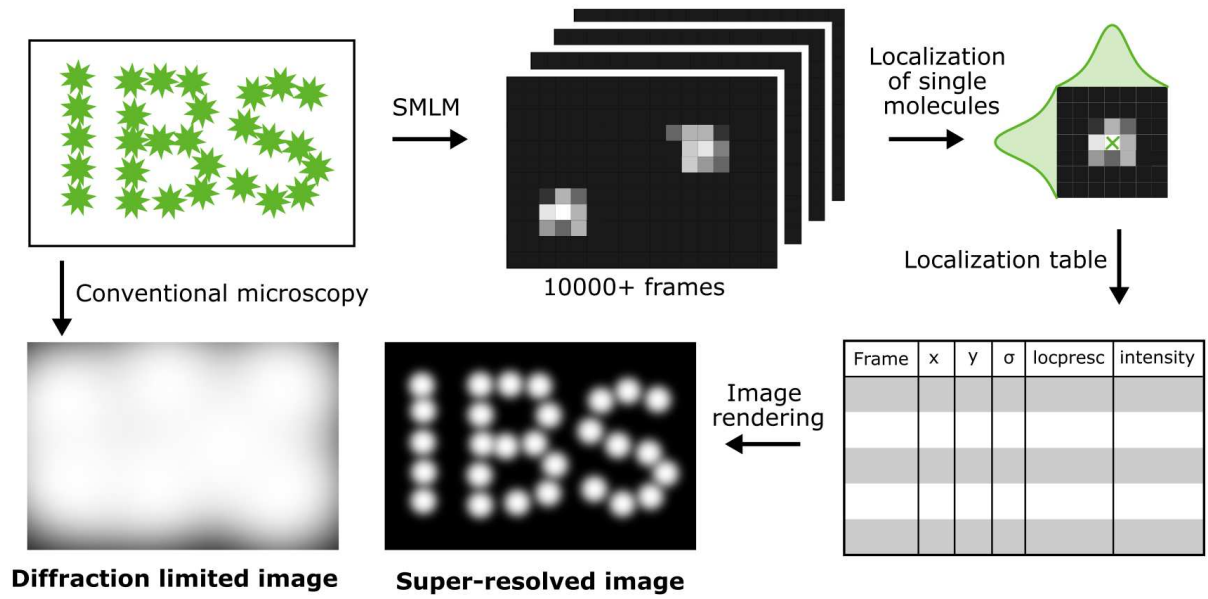 IBS
SMLM
10000+ frames
Localization
of single
molecules
Localization table
Conventional microscopy
Frame x y σ locpresc intensity
Image
rendering
IBS
Diffraction limited image
Super-resolved image